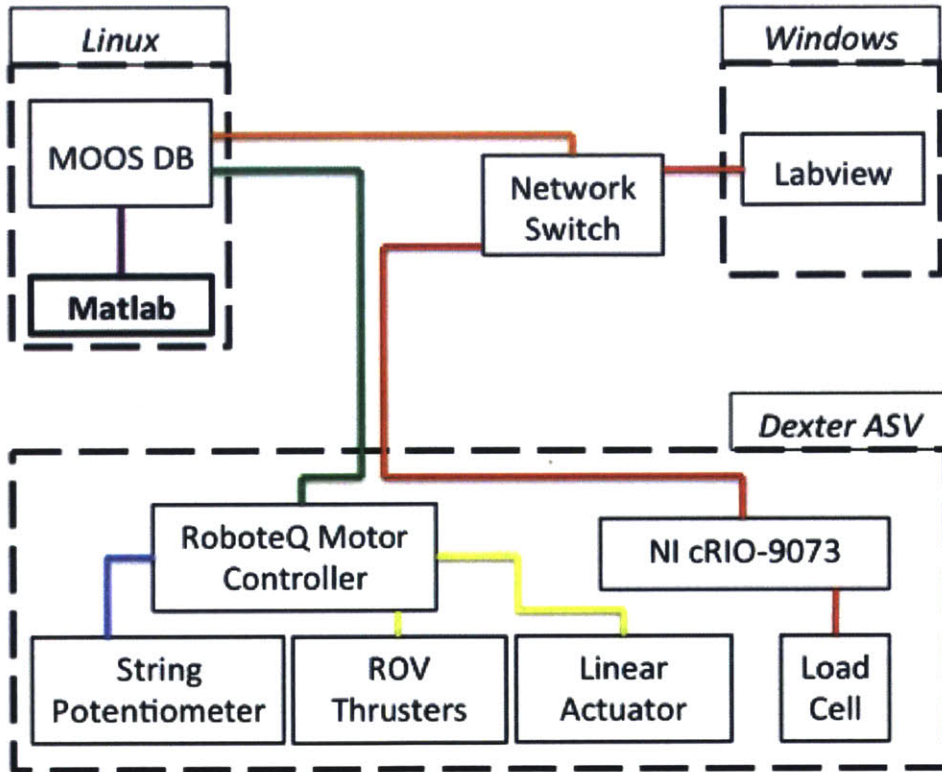 Linux
Windows
MOOS DB
Network
Switch
Labview
Matlab
Dexter ASV
RoboteQ Motor
Controller
NI cRIO-9073
String
Potentiometer
ROV
Thrusters
Linear
Actuator
Load
Cell